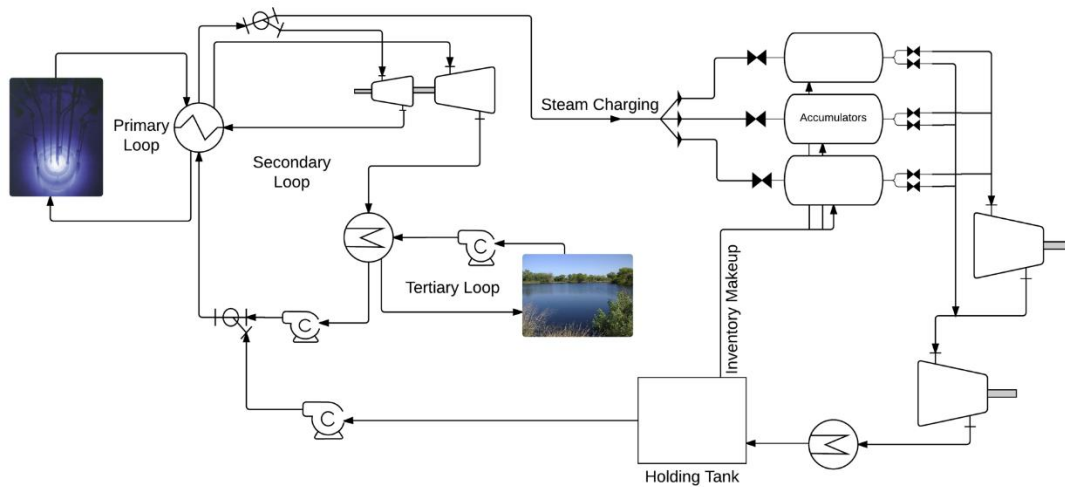 Primary
Loop
Secondary
Loop
Steam Charging
Accumulators
C
Tertiary Loop
Inventory Makeup
C
C
Holding Tank